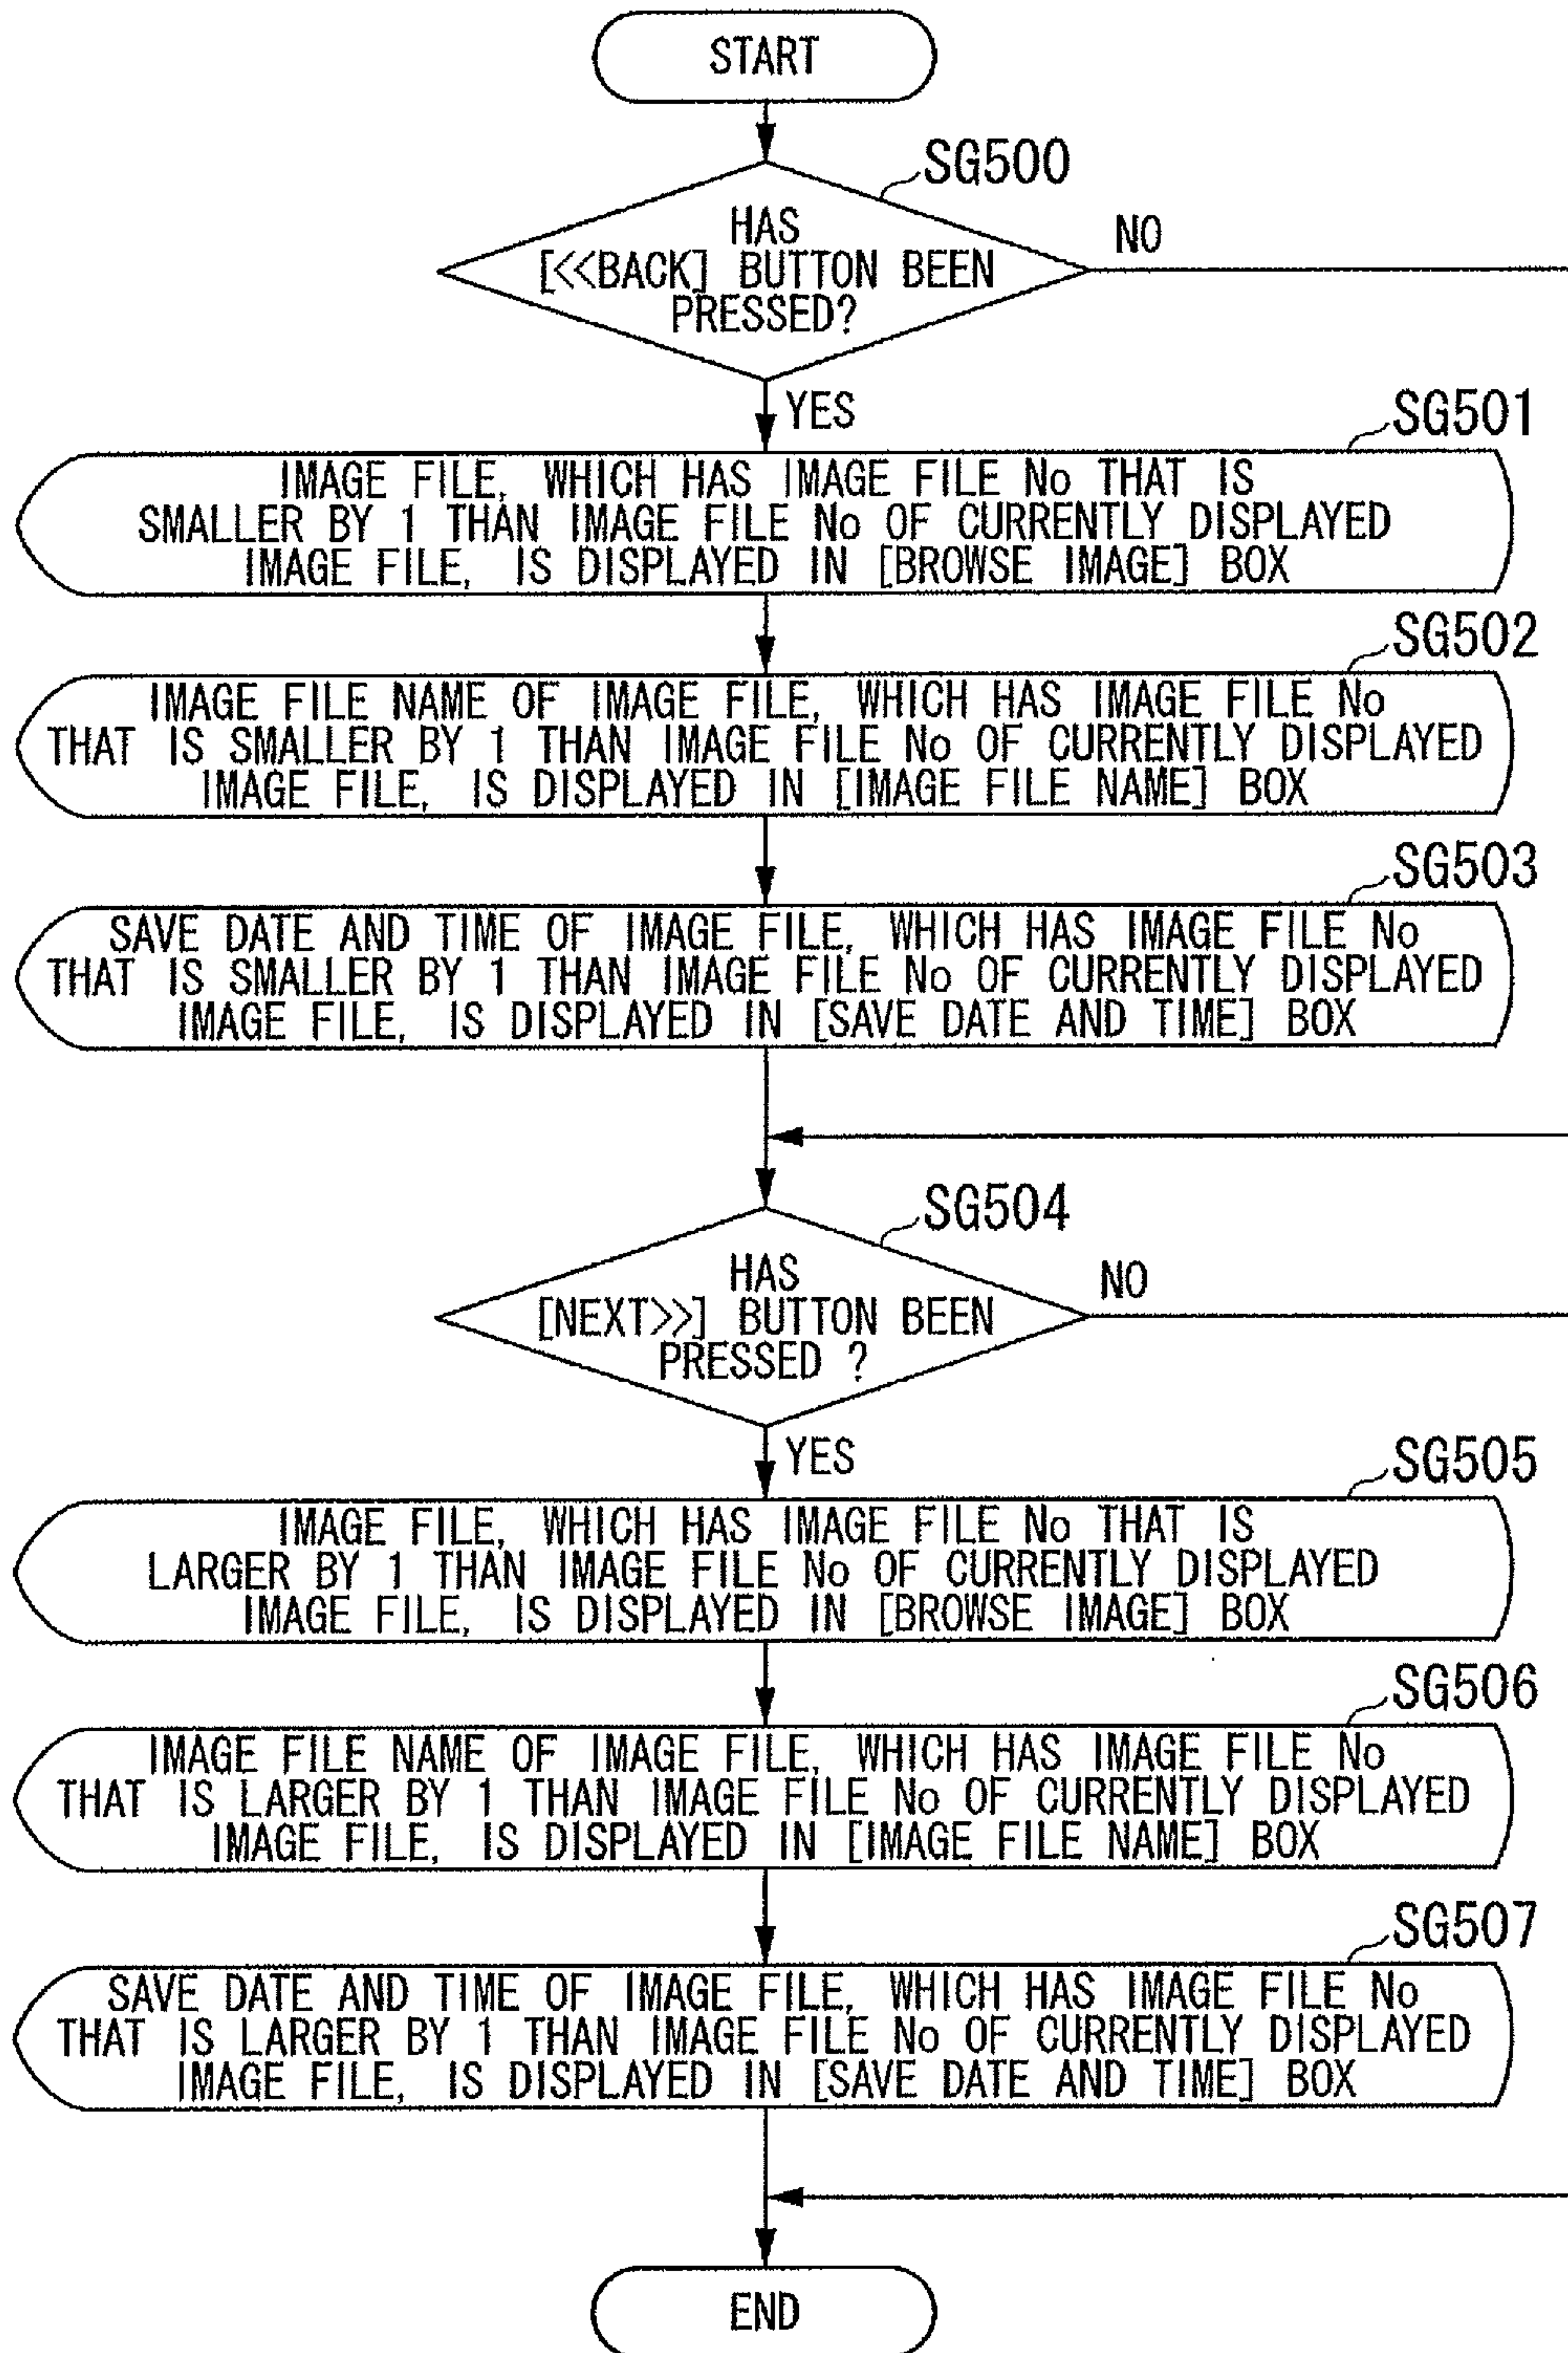 START
SG500
HAS
[<<BACK] BUTTON BEEN
PRESSED?
NO
YES
SG501
IMAGE FILE, WHICH HAS IMAGE FILE No THAT IS
SMALLER BY 1 THAN IMAGE FILE No OF CURRENTLY DISPLAYED
IMAGE FILE, IS DISPLAYED IN [BROWSE IMAGE] BOX
SG502
IMAGE FILE NAME OF IMAGE FILE, WHICH HAS IMAGE FILE No
THAT IS SMALLER BY 1 THAN IMAGE FILE No OF CURRENTLY DISPLAYED
IMAGE FILE, IS DISPLAYED IN [IMAGE FILE NAME] BOX
SG503
SAVE DATE AND TIME OF IMAGE FILE, WHICH HAS IMAGE FILE No
THAT IS SMALLER BY 1 THAN IMAGE FILE No OF CURRENTLY DISPLAYED
IMAGE FILE, IS DISPLAYED IN [SAVE DATE AND TIME] BOX
SG504
HAS
[NEXT>>] BUTTON BEEN
PRESSED ?
NO
YES
SG505
IMAGE FILE, WHICH HAS IMAGE FILE No THAT IS
LARGER BY 1 THAN IMAGE FILE No OF CURRENTLY DISPLAYED
IMAGE FILE, IS DISPLAYED IN [BROWSE IMAGE] BOX
SG506
IMAGE FILE NAME OF IMAGE FILE, WHICH HAS IMAGE FILE No
THAT IS LARGER BY 1 THAN IMAGE FILE No OF CURRENTLY DISPLAYED
IMAGE FILE, IS DISPLAYED IN [IMAGE FILE NAME] BOX
SG507
SAVE DATE AND TIME OF IMAGE FILE, WHICH HAS IMAGE FILE No
THAT IS LARGER BY 1 THAN IMAGE FILE No OF CURRENTLY DISPLAYED
IMAGE FILE, IS DISPLAYED IN [SAVE DATE AND TIME] BOX
END